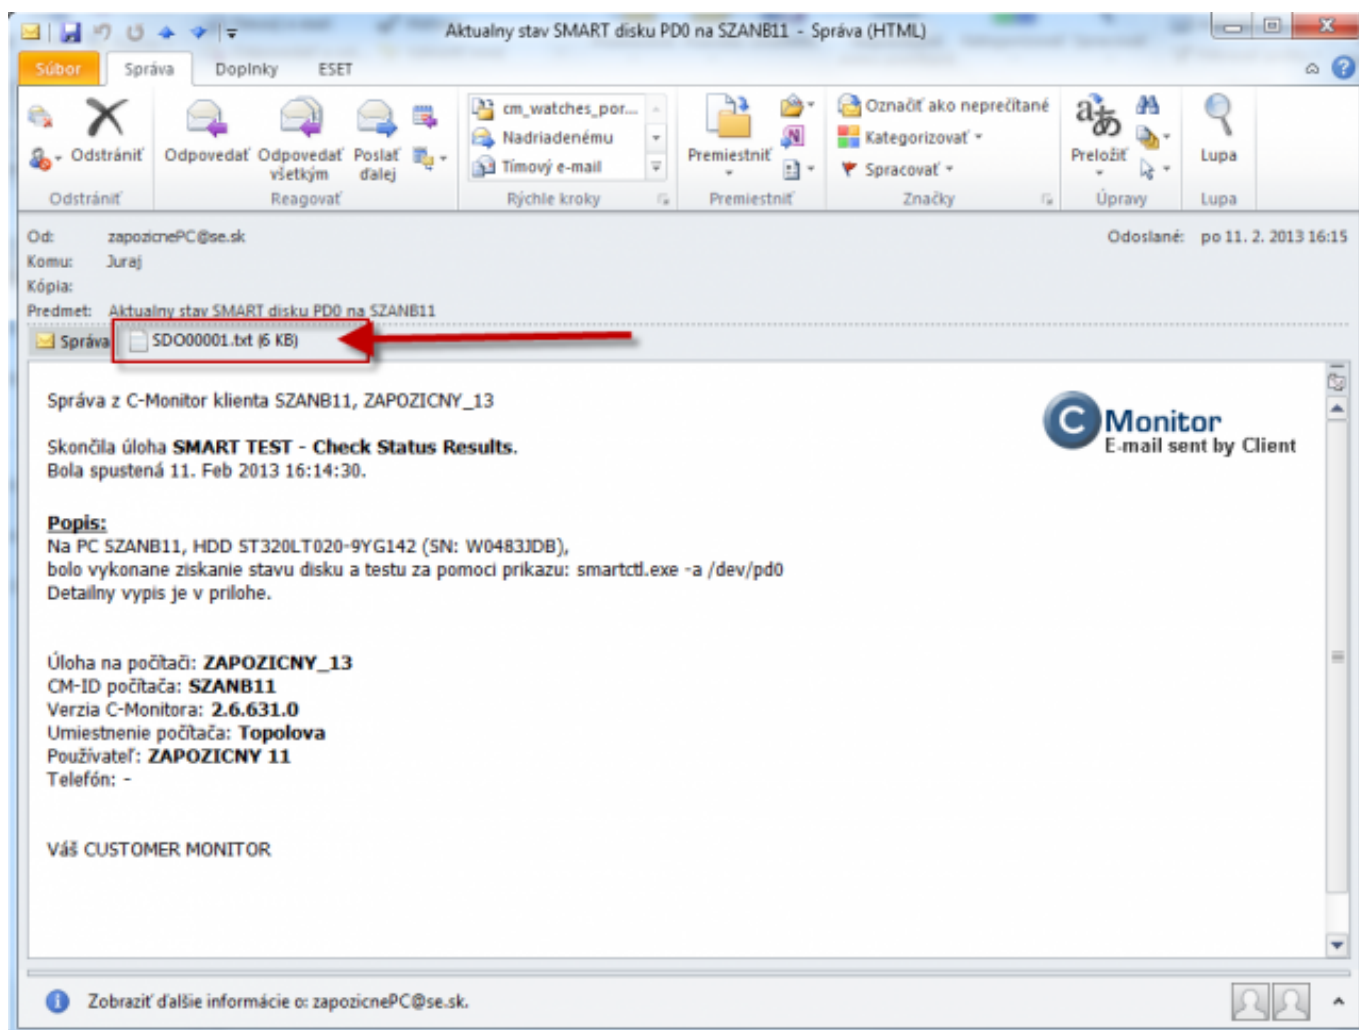 Aktualny stav SMART disku PD0 na SZANB11 - Správa (HTML)
Súbor Správa Doplnky ESET
Odstrániť
Odpovedať Odpovedať všetkým Poslať ďalej
cm_watches_por...
Nadriadenému
Tímový e-mail
Premiestniť
Označiť ako neprečítané
Kategorizovať
Spracovať
Preložiť
Lupa
Odstrániť Reagovať Rýchle kroky Premiestniť Značky Úpravy Lupa
Od: zapozicnePC@se.sk Odoslané: po 11. 2. 2013 16:15
Komu: Juraj
Kópia:
Predmet: Aktualny stav SMART disku PD0 na SZANB11
Správa SDO00001.txt (6 KB)
Správa z C-Monitor klienta SZANB11, ZAPOZICNY_13
C Monitor
E-mail sent by Client
Skončila úloha SMART TEST - Check Status Results.
Bola spustená 11. Feb 2013 16:14:30.
Popis:
Na PC SZANB11, HDD ST320LT020-9YG142 (SN: W0483JDB),
bolo vykonane ziskanie stavu disku a testu za pomoci prikazu: smartctl.exe -a /dev/pd0
Detailny vypis je v prilohe.
Úloha na počítači: ZAPOZICNY_13
CM-ID počítača: SZANB11
Verzia C-Monitora: 2.6.631.0
Umiestnenie počítača: Topolova
Používateľ: ZAPOZICNY 11
Telefón: -
Váš CUSTOMER MONITOR
Zobraziť ďalšie informácie o: zapozicnePC@se.sk.